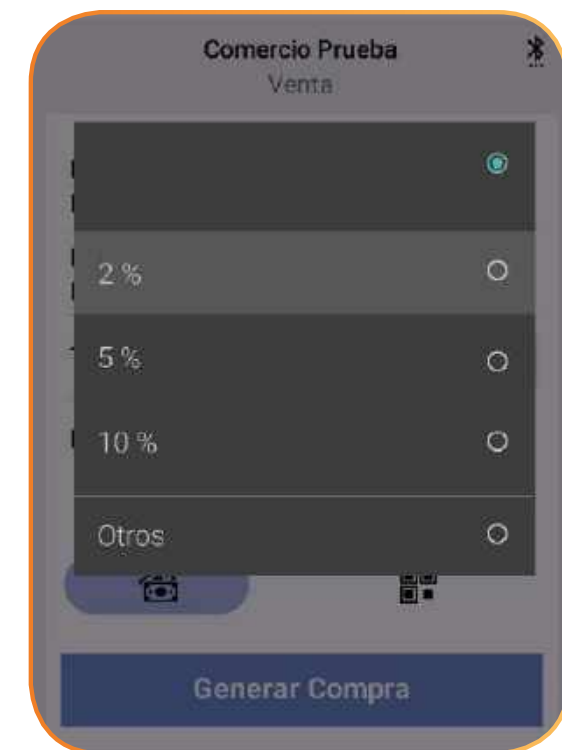 Comercio Prueba
Venta
2 %
5 %
10 %
Otros
Generar Compra